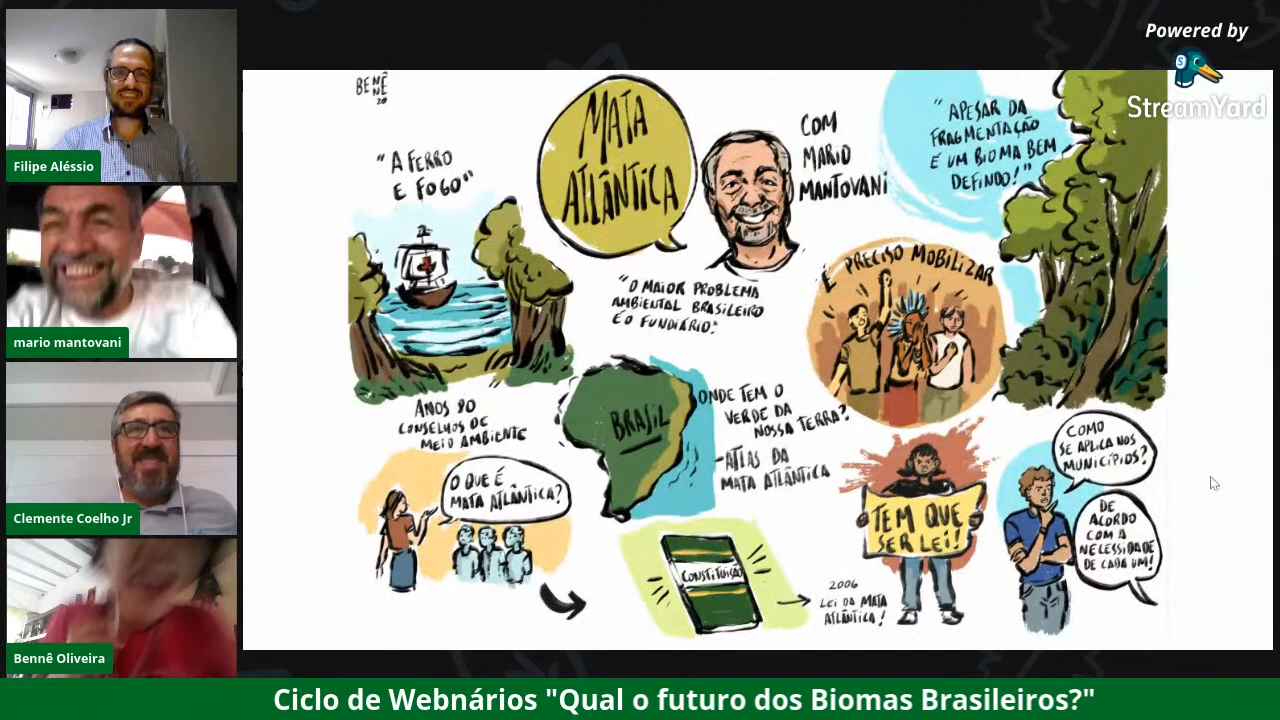 Powered by
StreamYard
Filipe Aléssio
mario mantovani
Clemente Coelho Jr
Bennê Oliveira
BENÊ
20
"A FERRO
E FOGO"
MATA
ATLÂNTICA
COM
MARIO
MANTOVANI
"APESAR DA
FRAGMENTAÇÃO
É UM BIOMA BEM
DEFINDO!"
"O MAIOR PROBLEMA
AMBIENTAL BRASILEIRO
É O FUNDIÁRIO."
É PRECISO MOBILIZAR
ANOS 90
CONSELHOS DE
MEIO AMBIENTE
O QUE É
MATA ATLÂNTICA?
BRASIL
ONDE TEM O
VERDE DA
NOSSA TERRA?
-ATLAS DA
MATA ATLÂNTICA
CONSTITUIÇÃO
2006
LEI DA MATA
ATLÂNTICA!
TEM QUE
SER LEI!
COMO
SE APLICA NOS
MUNICÍPIOS?
DE
ACORDO
COM A
NECESSIDADE
DE CADA UM!
Ciclo de Webnários "Qual o futuro dos Biomas Brasileiros?"